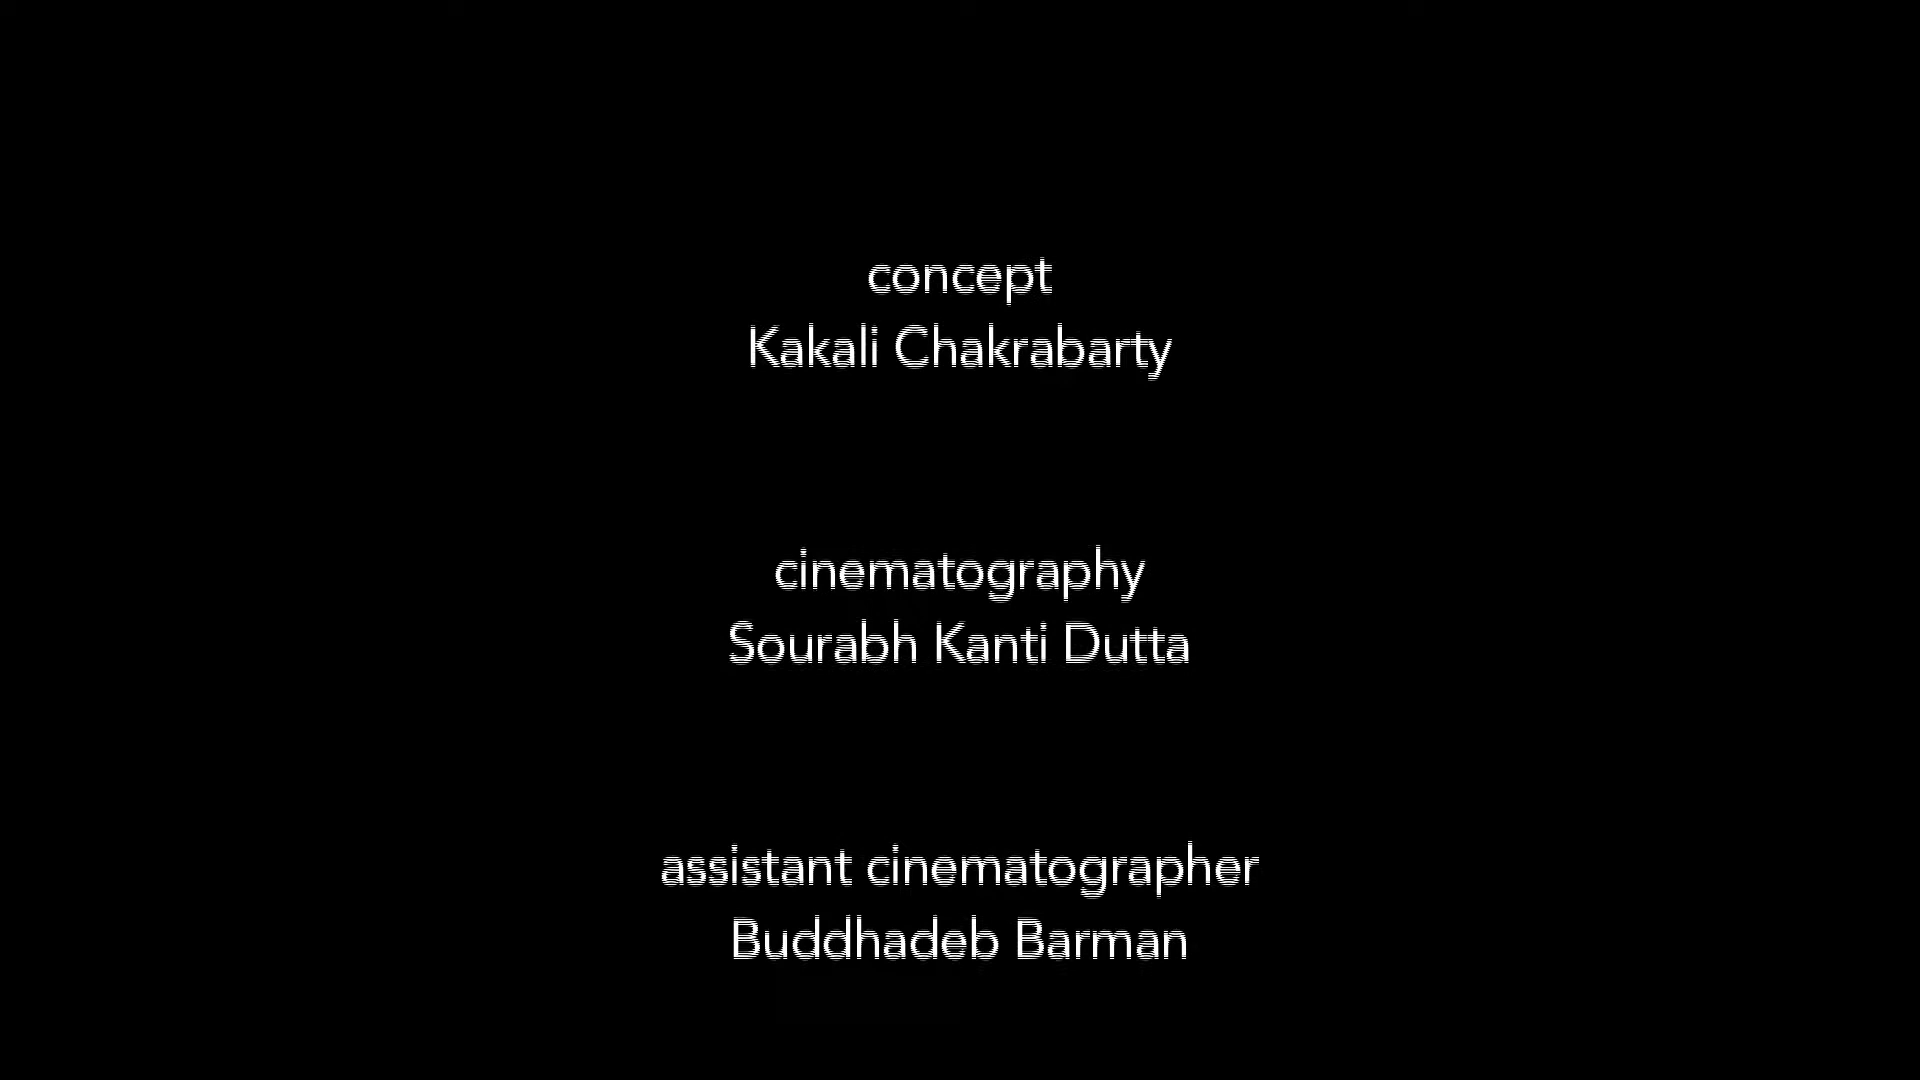 concept
Kakali Chakrabarty
cinematography
Sourabh Kanti Dutta
assistant cinematographer
Buddhadeb Barman